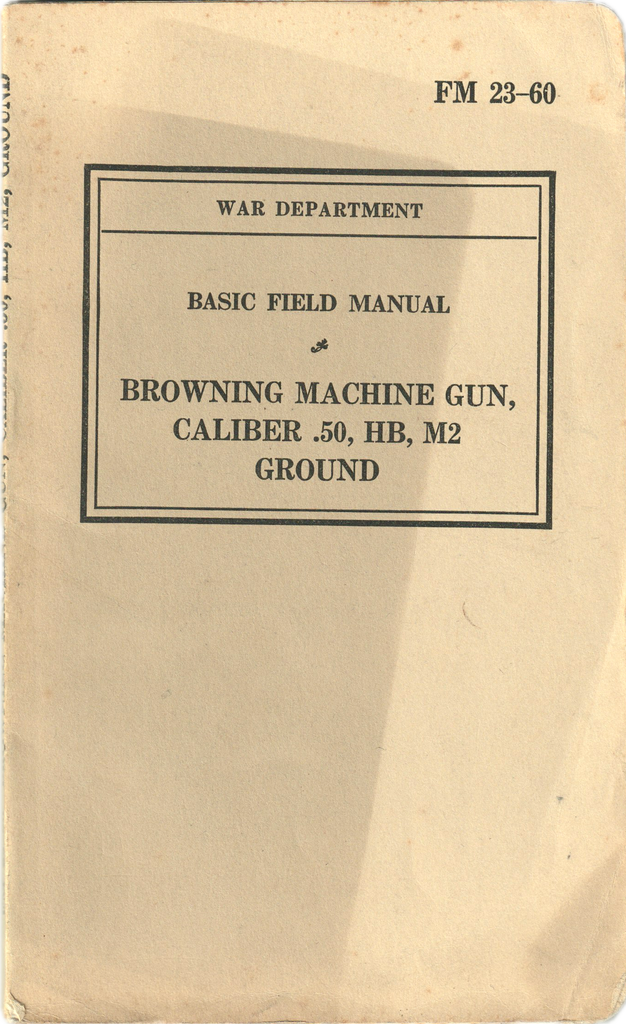 FM 23–60
WAR DEPARTMENT
BASIC FIELD MANUAL
BROWNING MACHINE GUN,
CALIBER .50, HB, M2
GROUND